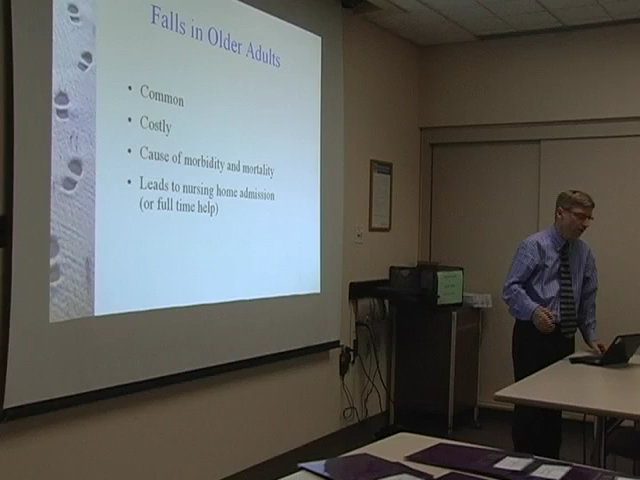 Falls in Older Adults
• Common
• Costly
• Cause of morbidity and mortality
• Leads to nursing home admission
(or full time help)